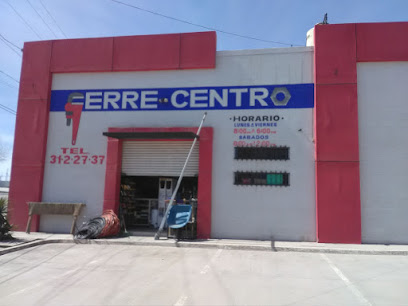 FERRE CENTRO
TEL.
31-2-27-37
·HORARIO·
LUNES A VIERNES
SABADOS